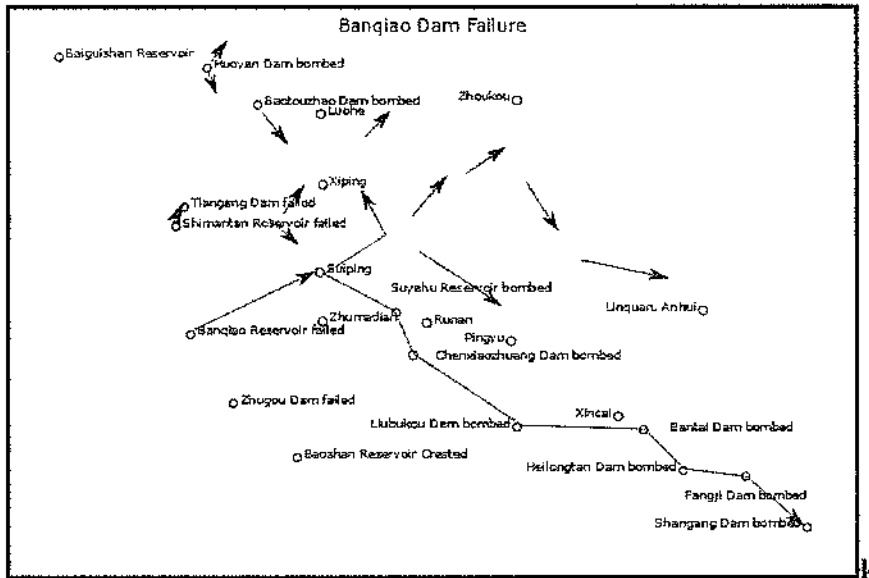 Banqiao Dam Failure
Baiguishan Reservoir
Huoyan Dam bombed
Baotouzhao Dam bombed
Luohe
Zhoukou
Xiping
Tiangang Dam failed
Shimantan Reservoir failed
Suiping
Suyahu Reservoir bombed
Linquan Anhui
Zhumadian
Runan
Banqiao Reservoir failed
Pingyu
Chenxiaozhuang Dam bombed
Zhugou Dam failed
Xincai
Liubukou Dam bombed
Bantai Dam bombed
Baoshan Reservoir Crested
Heilongtan Dam bombed
Fangji Dam bombed
Shangang Dam bombed